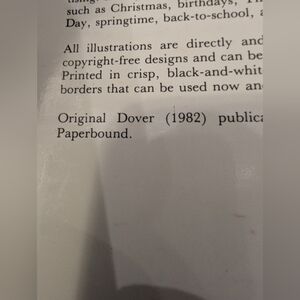 such as Christmas, birthdays,
Day, springtime, back-to-school,
All illustrations are directly and
copyright-free designs and can be
Printed in crisp, black-and-whit
borders that can be used now an
Original Dover (1982) publica
Paperbound.